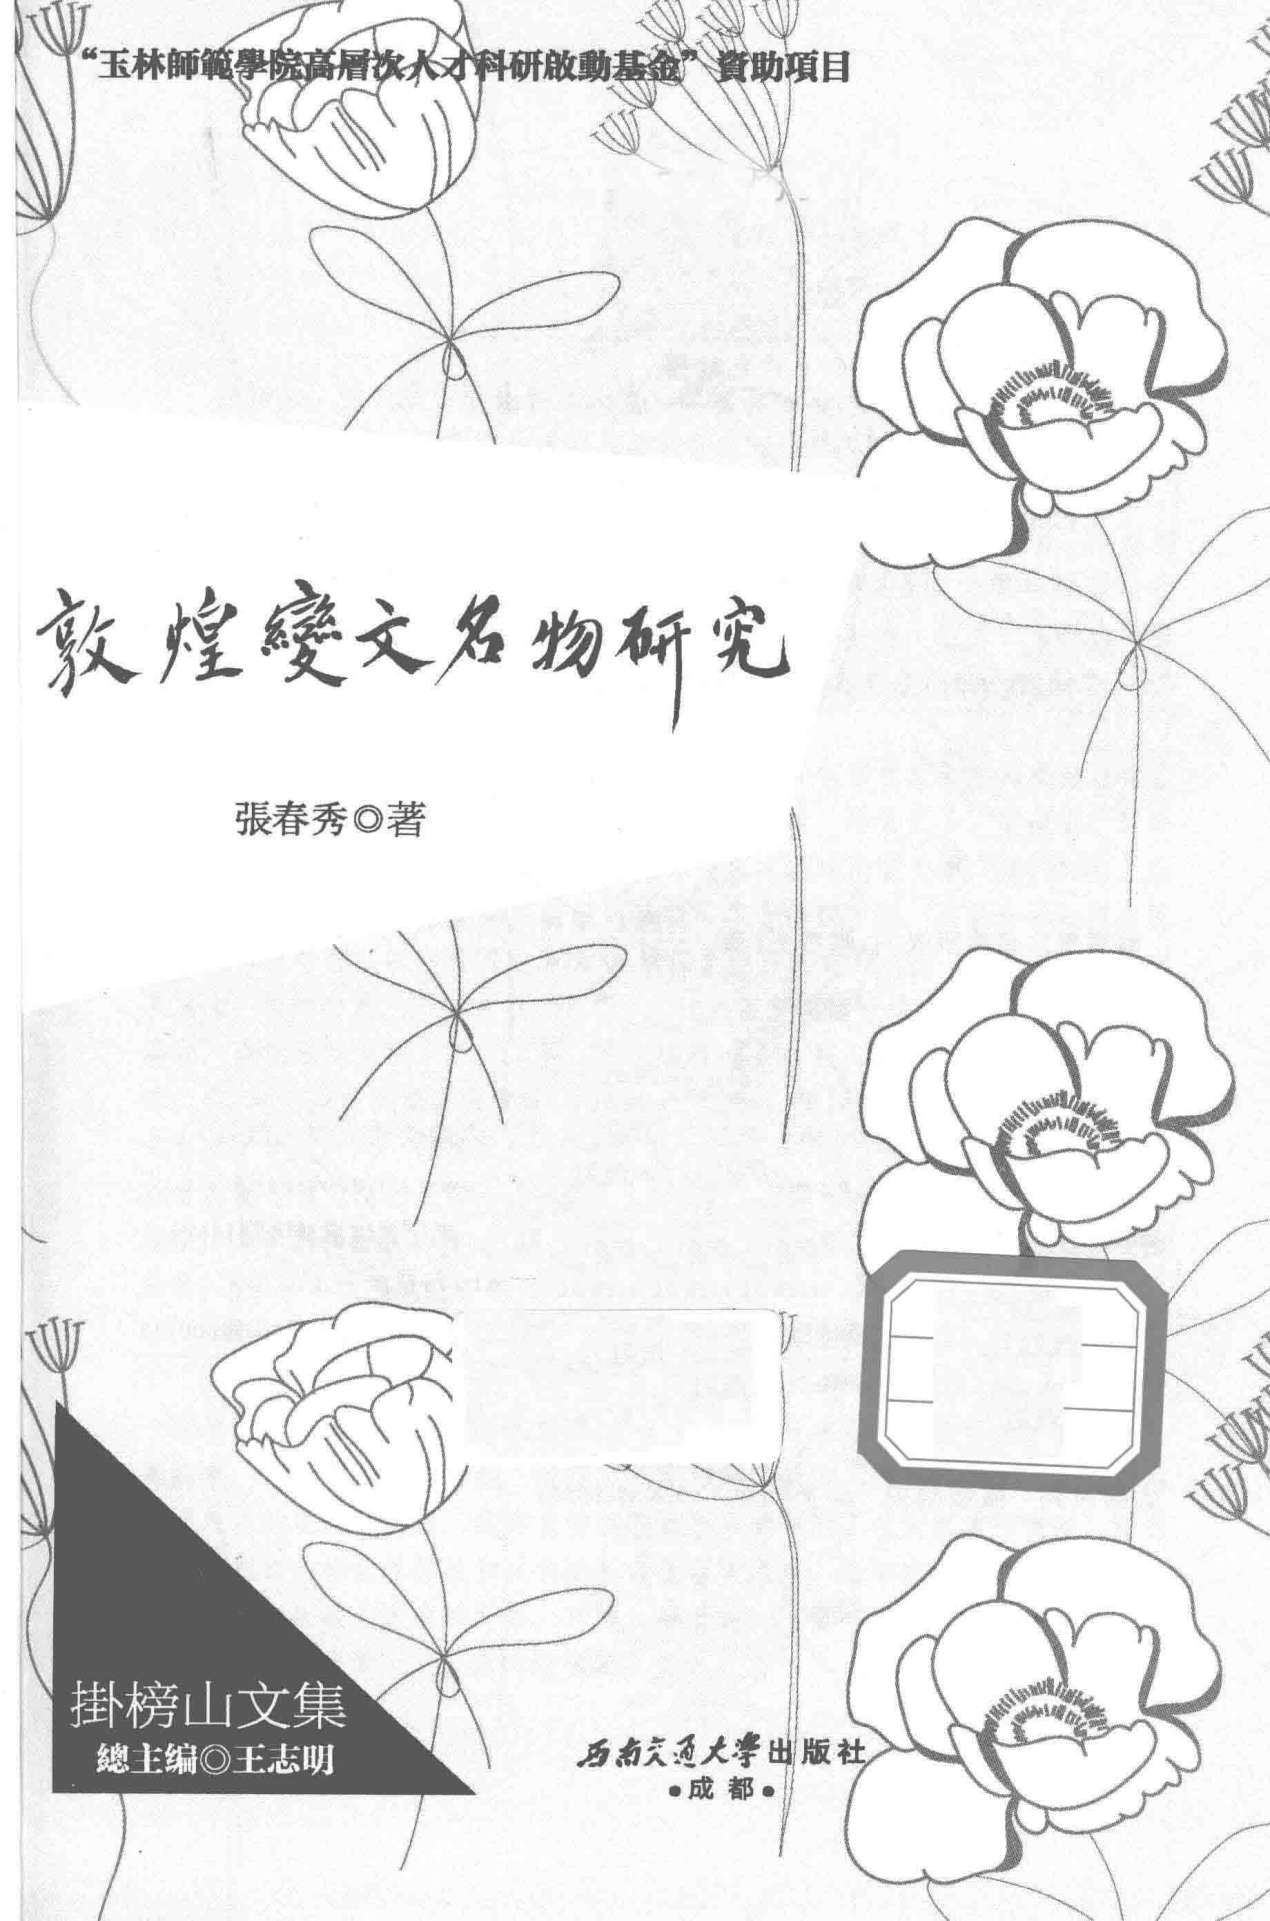 “玉林師範學院高層次人才科研啟動基金”資助項目
敦煌變文名物研究
張春秀◎著
掛榜山文集
總主編◎王志明
西南交通大學出版社
•成都•